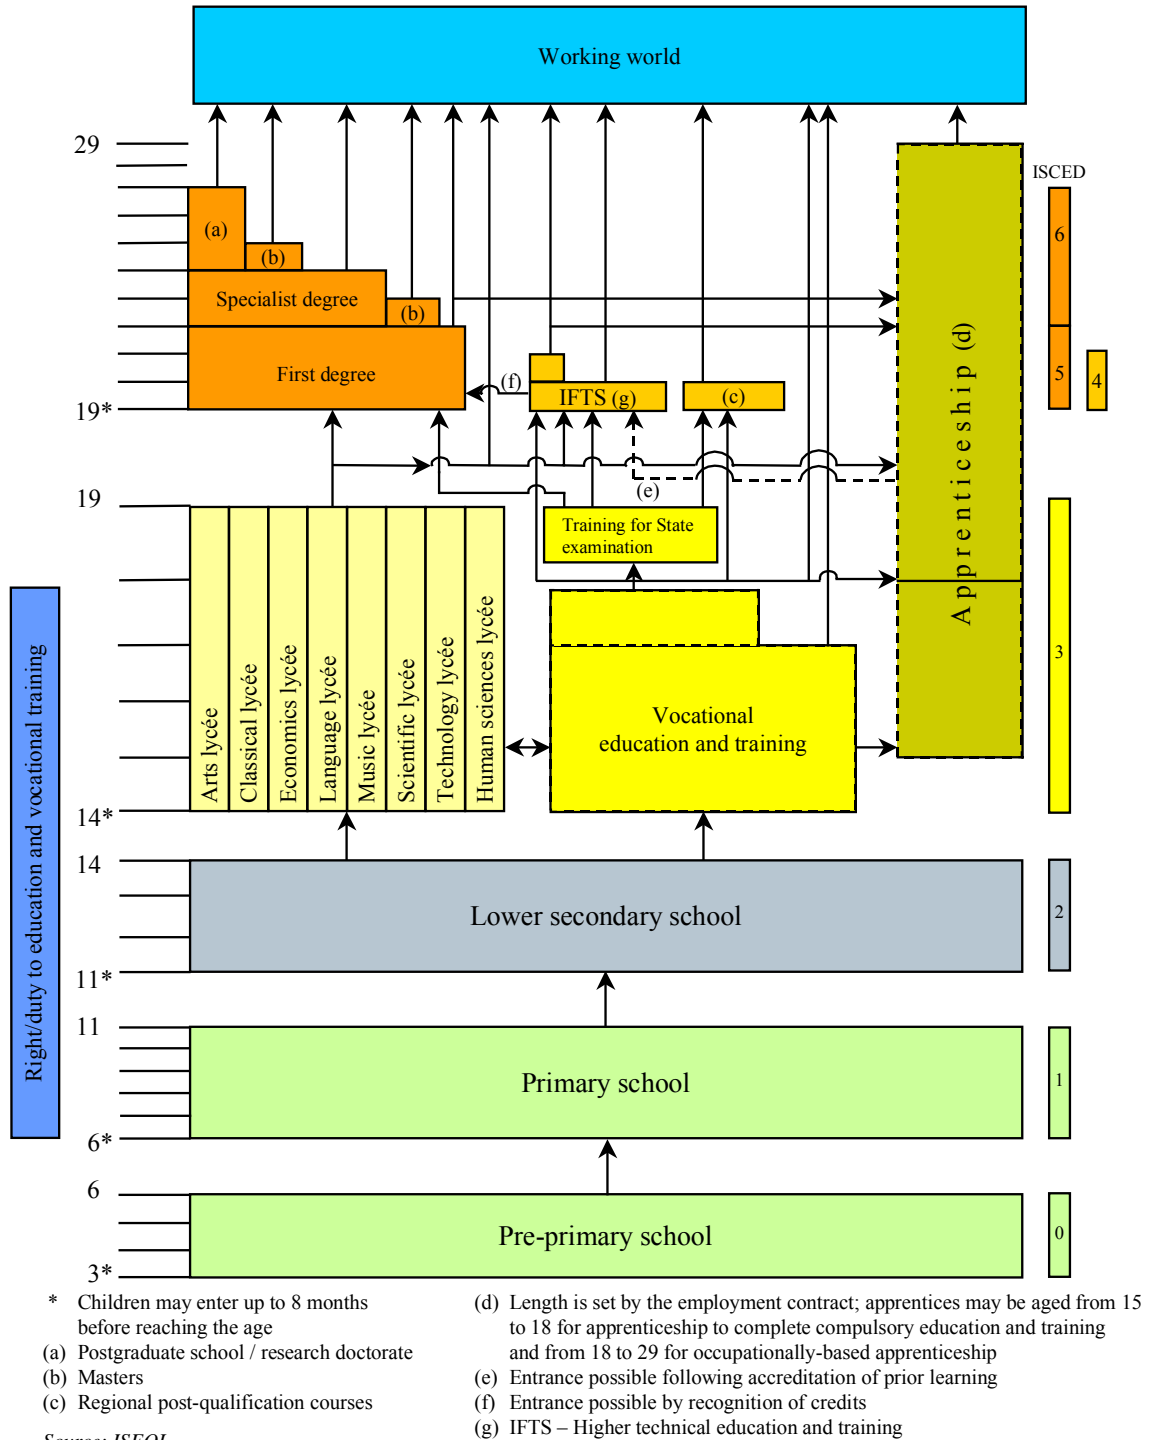 Working world
29
ISCED
(a)
6
(b)
Specialist degree
(b)
First degree
(f)
5
4
IFTS (g)
(c)
19*
Apprenticeship (d)
(e)
19
Training for State
examination
Right/duty to education and vocational training
Arts lycée
Classical lycée
Economics lycée
Language lycée
Music lycée
Scientific lycée
Technology lycée
Human sciences lycée
Vocational
education and training
3
14*
14
Lower secondary school
2
11*
11
Primary school
1
6*
6
Pre-primary school
0
3*
* Children may enter up to 8 months
before reaching the age
(a) Postgraduate school / research doctorate
(b) Masters
(c) Regional post-qualification courses
Source: ISFOL
(d) Length is set by the employment contract; apprentices may be aged from 15
to 18 for apprenticeship to complete compulsory education and training
and from 18 to 29 for occupationally-based apprenticeship
(e) Entrance possible following accreditation of prior learning
(f) Entrance possible by recognition of credits
(g) IFTS – Higher technical education and training